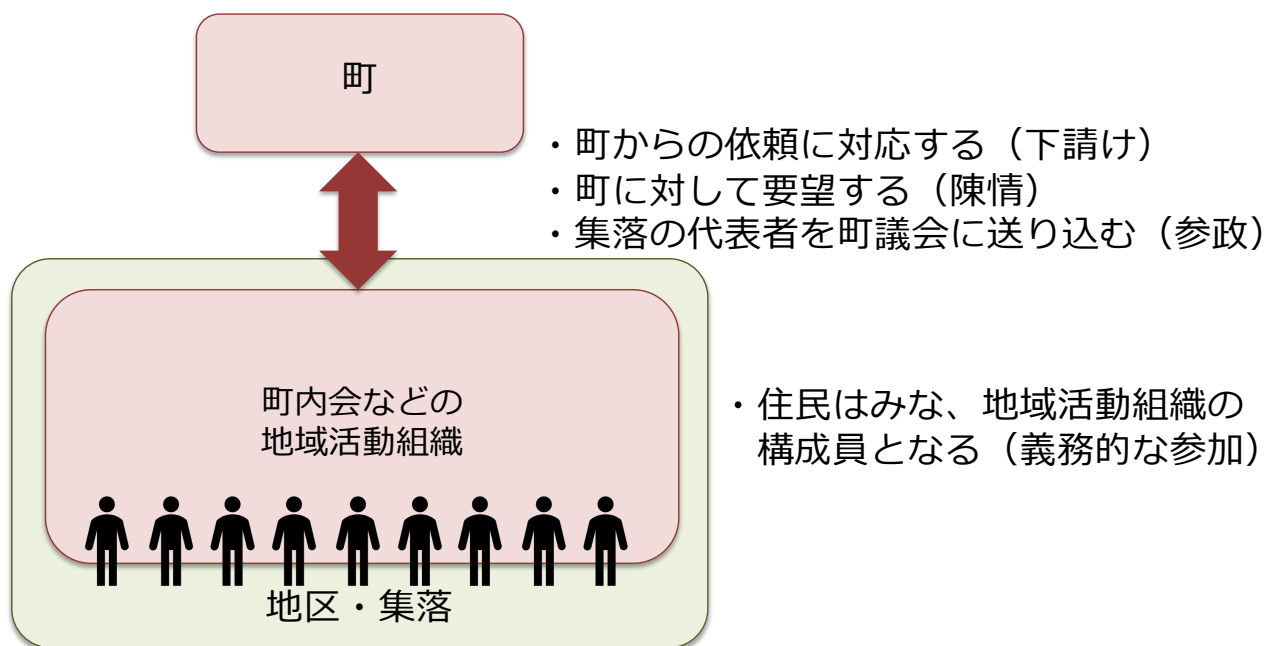 町
・町からの依頼に対応する（下請け）
・町に対して要望する（陳情）
・集落の代表者を町議会に送り込む（参政）
町内会などの
地域活動組織
・住民はみな、地域活動組織の
構成員となる（義務的な参加）
地区・集落